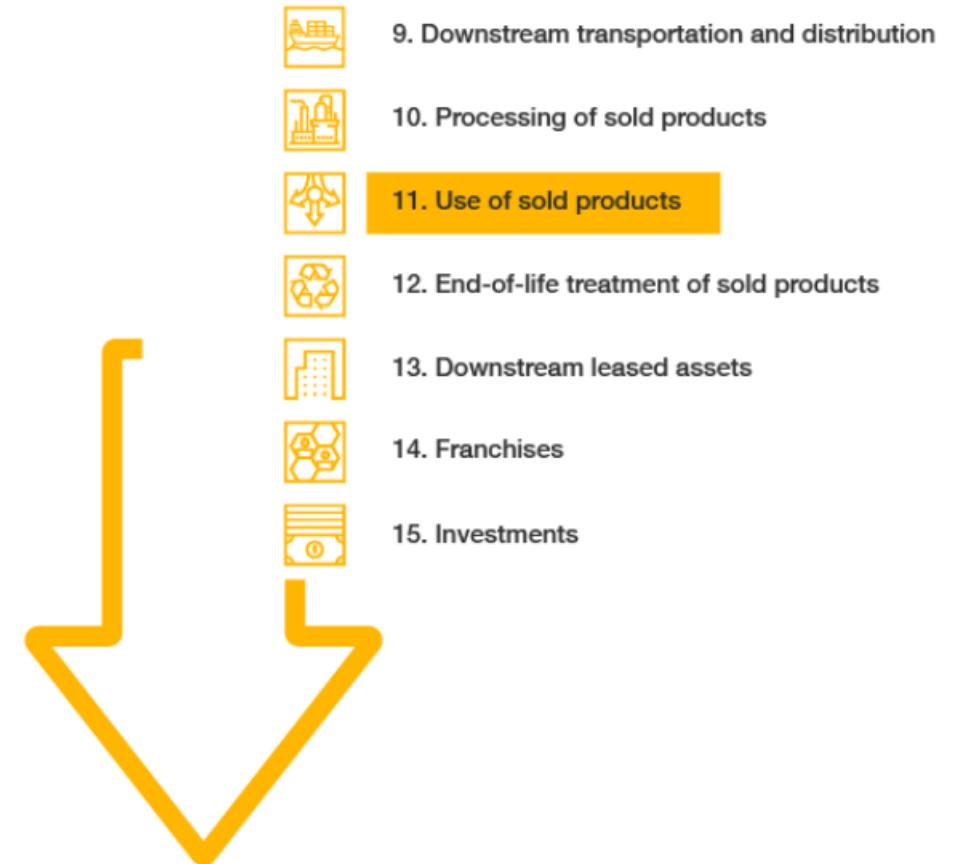 9. Downstream transportation and distribution
10. Processing of sold products
11. Use of sold products
12. End-of-life treatment of sold products
13. Downstream leased assets
14. Franchises
15. Investments